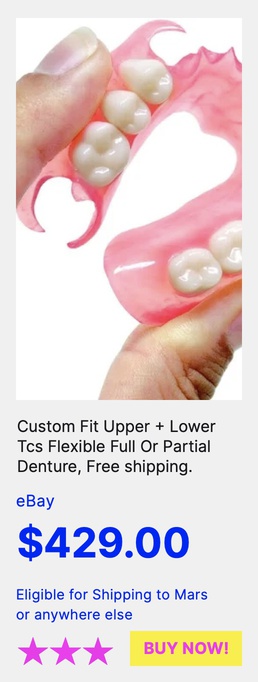 Custom Fit Upper + Lower
Tcs Flexible Full Or Partial
Denture, Free shipping.
eBay
$429.00
Eligible for Shipping to Mars
or anywhere else
BUY NOW!